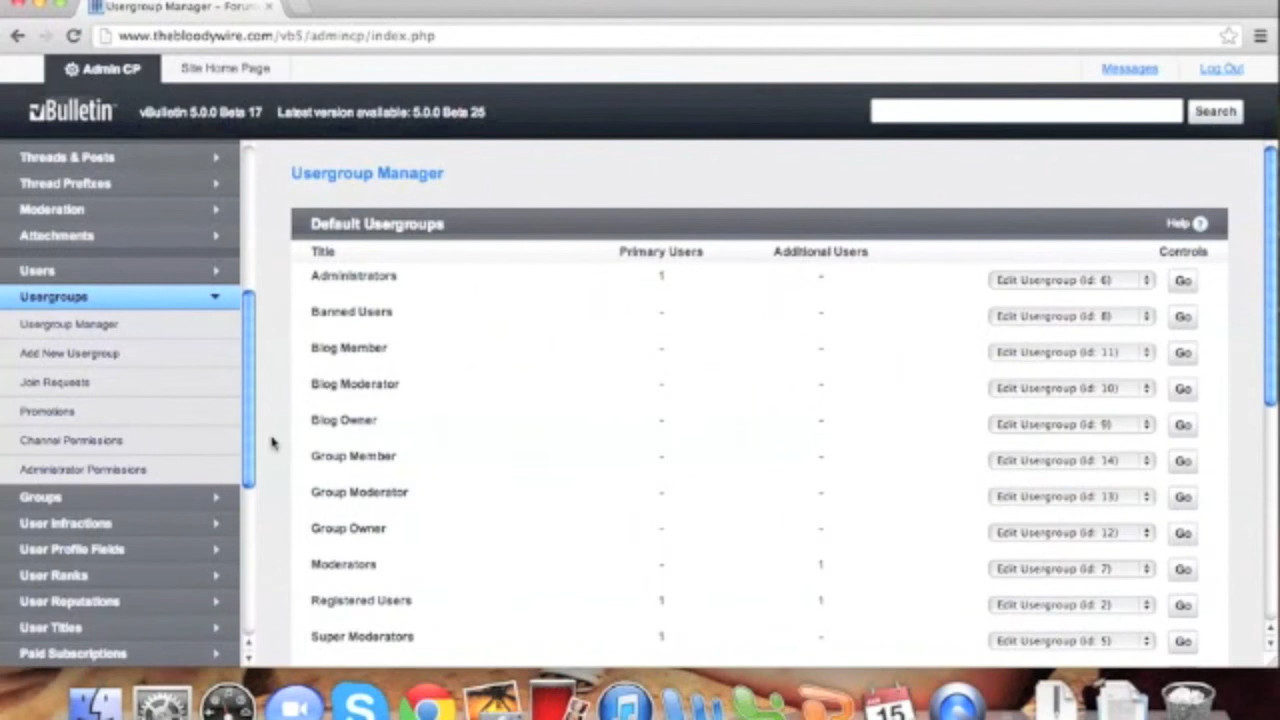 Usergroup Manager – Forum
www.thebloodywire.com/vb5/admincp/index.php
Admin CP Site Home Page Messages Log Out
vBulletin vBulletin 5.0.0 Beta 17 Latest version available: 5.0.0 Beta 25 Search
Threads & Posts
Thread Prefixes
Moderation
Attachments
Users
Usergroups
Usergroup Manager
Add New Usergroup
Join Requests
Promotions
Channel Permissions
Administrator Permissions
Groups
User Infractions
User Profile Fields
User Ranks
User Reputations
User Titles
Paid Subscriptions
Usergroup Manager
Default Usergroups Help ?
Title Primary Users Additional Users Controls
Administrators 1 - Edit Usergroup (id: 6) Go
Banned Users - - Edit Usergroup (id: 8) Go
Blog Member - - Edit Usergroup (id: 11) Go
Blog Moderator - - Edit Usergroup (id: 10) Go
Blog Owner - - Edit Usergroup (id: 9) Go
Group Member - - Edit Usergroup (id: 14) Go
Group Moderator - - Edit Usergroup (id: 13) Go
Group Owner - - Edit Usergroup (id: 12) Go
Moderators - 1 Edit Usergroup (id: 7) Go
Registered Users 1 1 Edit Usergroup (id: 2) Go
Super Moderators 1 - Edit Usergroup (id: 5) Go
15